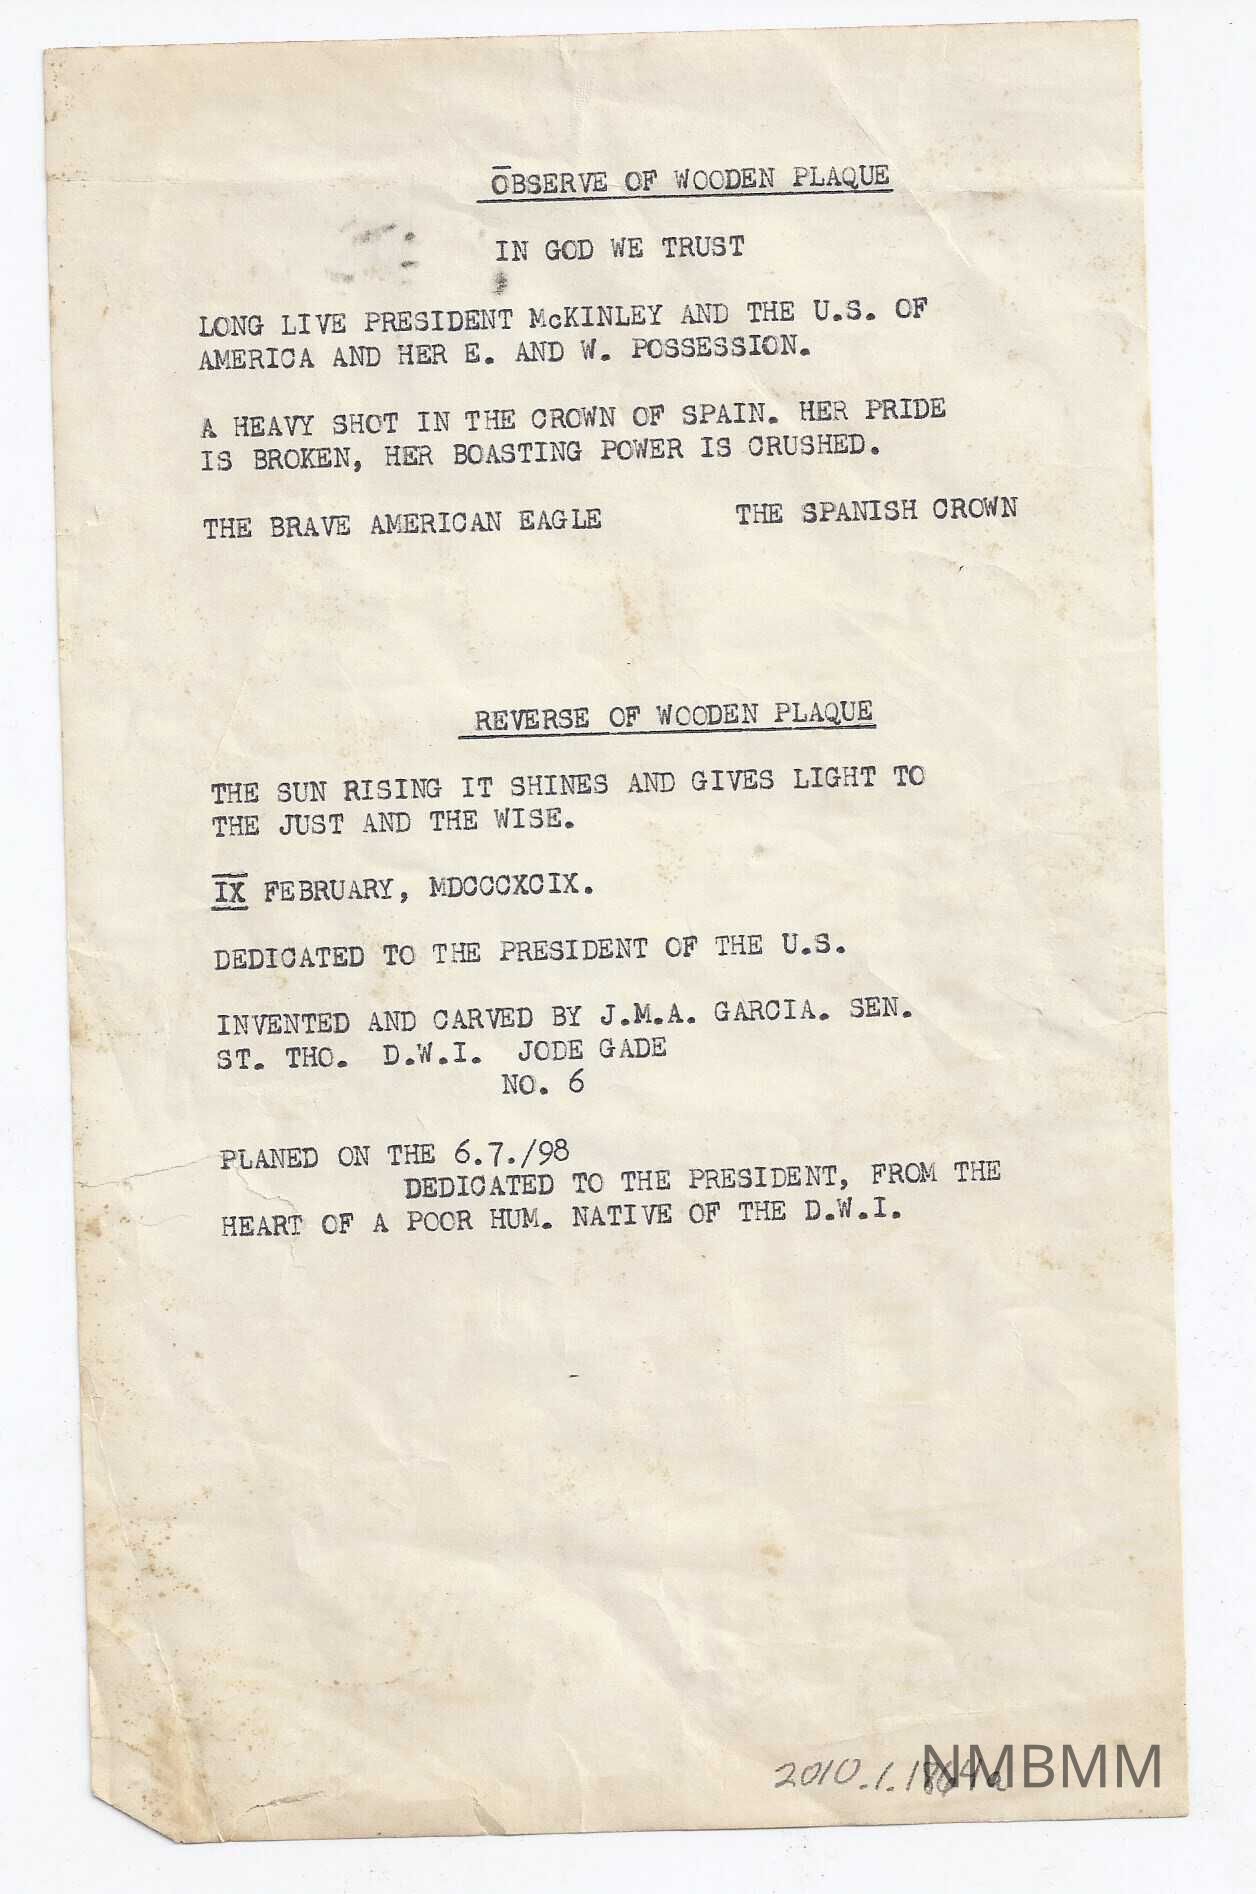 OBSERVE OF WOODEN PLAQUE
IN GOD WE TRUST
LONG LIVE PRESIDENT McKINLEY AND THE U.S. OF
AMERICA AND HER E. AND W. POSSESSION.
A HEAVY SHOT IN THE CROWN OF SPAIN. HER PRIDE
IS BROKEN, HER BOASTING POWER IS CRUSHED.
THE BRAVE AMERICAN EAGLE THE SPANISH CROWN
REVERSE OF WOODEN PLAQUE
THE SUN RISING IT SHINES AND GIVES LIGHT TO
THE JUST AND THE WISE.
IX FEBRUARY, MDCCCXCIX.
DEDICATED TO THE PRESIDENT OF THE U.S.
INVENTED AND CARVED BY J.M.A. GARCIA. SEN.
ST. THO. D.W.I. JODE GADE
NO. 6
PLANED ON THE 6.7./98
DEDICATED TO THE PRESIDENT, FROM THE
HEART OF A POOR HUM. NATIVE OF THE D.W.I.
2010.1.1864a
NMBMM